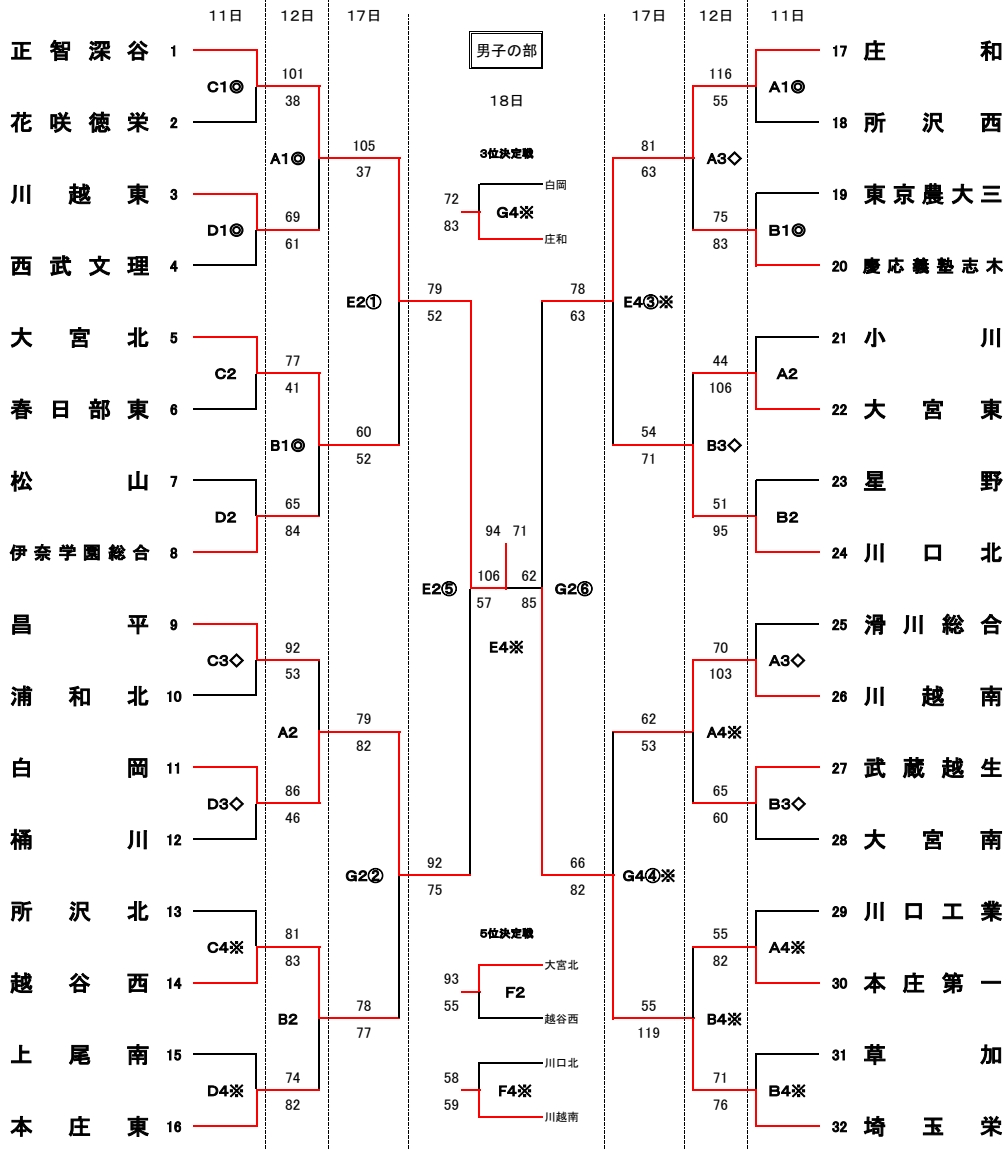 11日 12日 17日 17日 12日 11日
男子の部
18日
3位決定戦
白岡
72
G4※
83
庄和
正智深谷 1
C1◎
花咲徳栄 2
101
38
A1◎
川越東 3
D1◎
西武文理 4
69
61
105
37
大宮北 5
C2
春日部東 6
77
41
B1◎
松山 7
D2
伊奈学園総合 8
65
84
60
52
E2①
79
52
昌平 9
C3◇
浦和北 10
92
53
A2
白岡 11
D3◇
桶川 12
86
46
79
82
所沢北 13
C4※
越谷西 14
81
83
B2
上尾南 15
D4※
本庄東 16
74
82
78
77
G2②
92
75
E2⑤
106
57
94 71
E4※
62
85
G2⑥
17 庄和
A1◎
18 所沢西
116
55
A3◇
19 東京農大三
B1◎
20 慶応義塾志木
75
83
81
63
21 小川
A2
22 大宮東
44
106
B3◇
23 星野
B2
24 川口北
51
95
54
71
E4③※
78
63
25 滑川総合
A3◇
26 川越南
70
103
A4※
27 武蔵越生
B3◇
28 大宮南
65
60
62
53
29 川口工業
A4※
30 本庄第一
55
82
B4※
31 草加
B4※
32 埼玉栄
71
76
55
119
G4④※
66
82
5位決定戦
大宮北
93
F2
55
越谷西
川口北
58
F4※
59
川越南